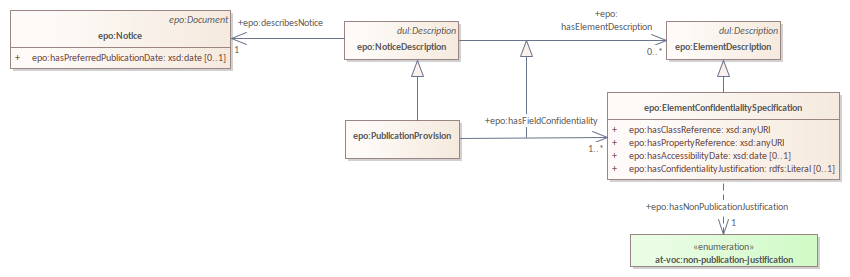 epo:Document
epo:Notice
+ epo:hasPreferredPublicationDate: xsd:date [0..1]
+epo:describesNotice
1
dul:Description
epo:NoticeDescription
+epo:
hasElementDescription
0..*
dul:Description
epo:ElementDescription
epo:PublicationProvision
+epo:hasFieldConfidentiality
1..*
epo:ElementConfidentialitySpecification
+ epo:hasClassReference: xsd:anyURI
+ epo:hasPropertyReference: xsd:anyURI
+ epo:hasAccessibilityDate: xsd:date [0..1]
+ epo:hasConfidentialityJustification: rdfs:Literal [0..1]
+epo:hasNonPublicationJustification
1
«enumeration»
at-voc:non-publication-justification